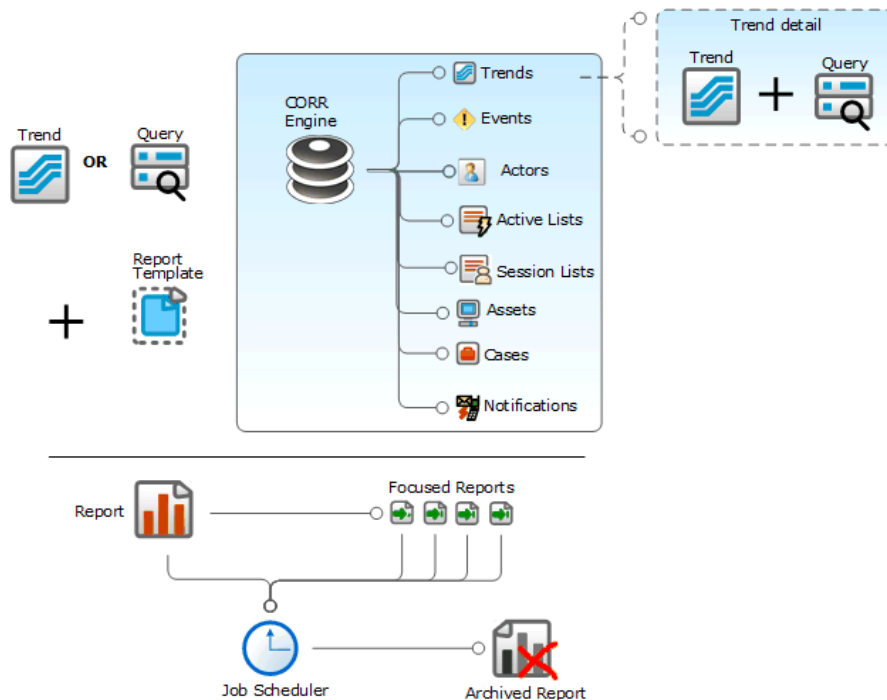 Trend detail
Trend
Query
CORR
Engine
Trends
Events
Actors
Active Lists
Session Lists
Assets
Cases
Notifications
Trend
OR
Query
Report
Template
Report
Focused Reports
Job Scheduler
Archived Report